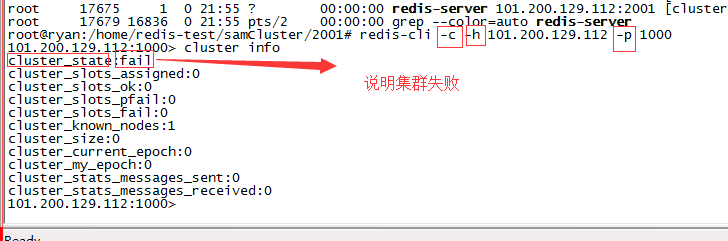 root 17675 1 0 21:55 ? 00:00:00 redis-server 101.200.129.112:2001 [cluster
root 17679 16836 0 21:55 pts/2 00:00:00 grep --color=auto redis-server
root@ryan:/home/redis-test/samCluster/2001# redis-cli -c -h 101.200.129.112 -p 1000
101.200.129.112:1000> cluster info
cluster_state:fail
cluster_slots_assigned:0
说明集群失败
cluster_slots_ok:0
cluster_slots_pfail:0
cluster_slots_fail:0
cluster_known_nodes:1
cluster_size:0
cluster_current_epoch:0
cluster_my_epoch:0
cluster_stats_messages_sent:0
cluster_stats_messages_received:0
101.200.129.112:1000>
Ready